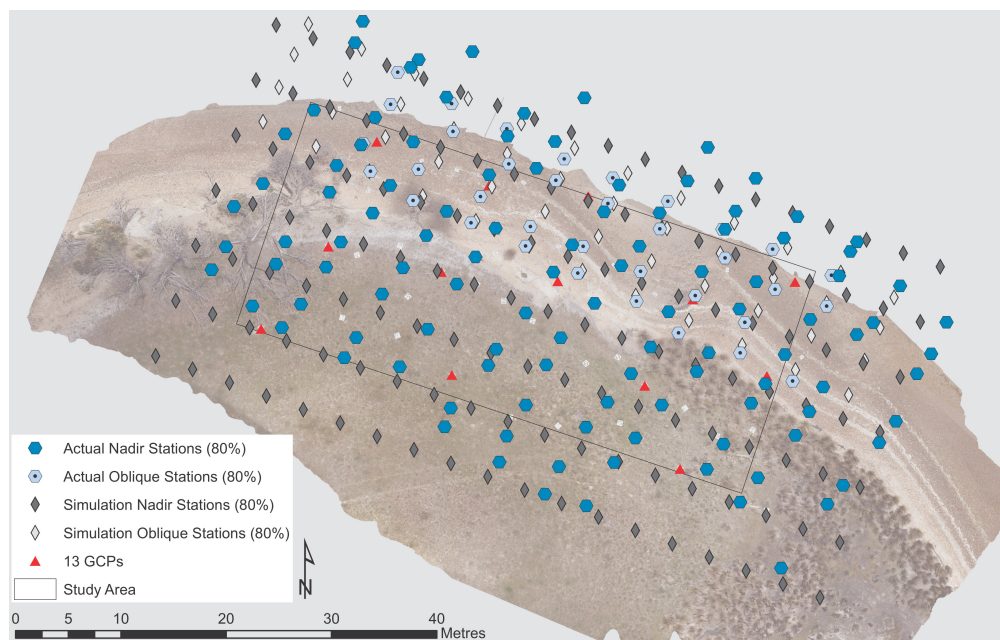 Actual Nadir Stations (80%)
Actual Oblique Stations (80%)
Simulation Nadir Stations (80%)
Simulation Oblique Stations (80%)
13 GCPs
Study Area
N
0 10 20 30 40 Metres